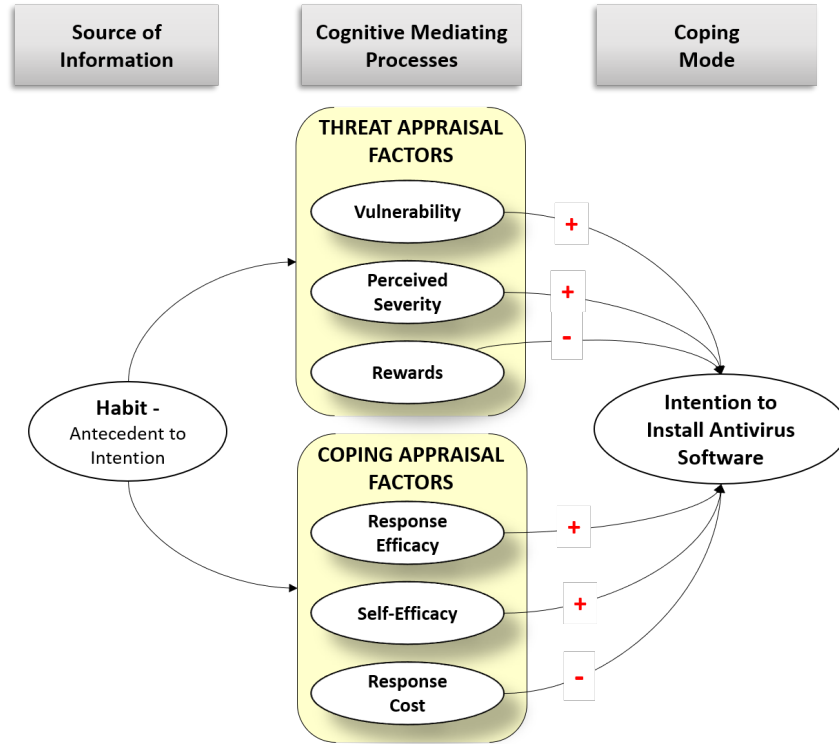 Source of
Information
Cognitive Mediating
Processes
Coping
Mode
THREAT APPRAISAL
FACTORS
Vulnerability
+
Perceived
Severity
+
-
Rewards
Habit -
Antecedent to
Intention
Intention to
Install Antivirus
Software
COPING APPRAISAL
FACTORS
Response
Efficacy
+
Self-Efficacy
+
Response
Cost
-